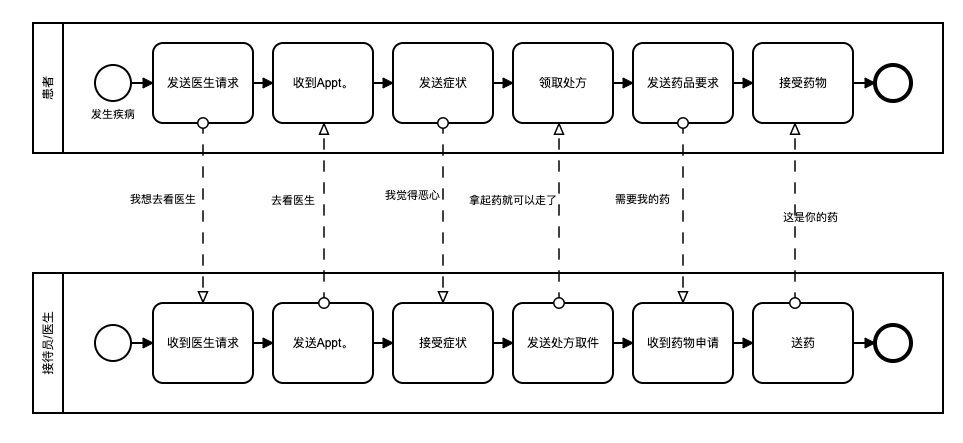 患者
发送医生请求
收到Appt。
发送症状
领取处方
发送药品要求
接受药物
发生疾病
我想去看医生
去看医生
我觉得恶心
拿起药就可以走了
需要我的药
这是你的药
接待员/医生
收到医生请求
发送Appt。
接受症状
发送处方取件
收到药物申请
送药